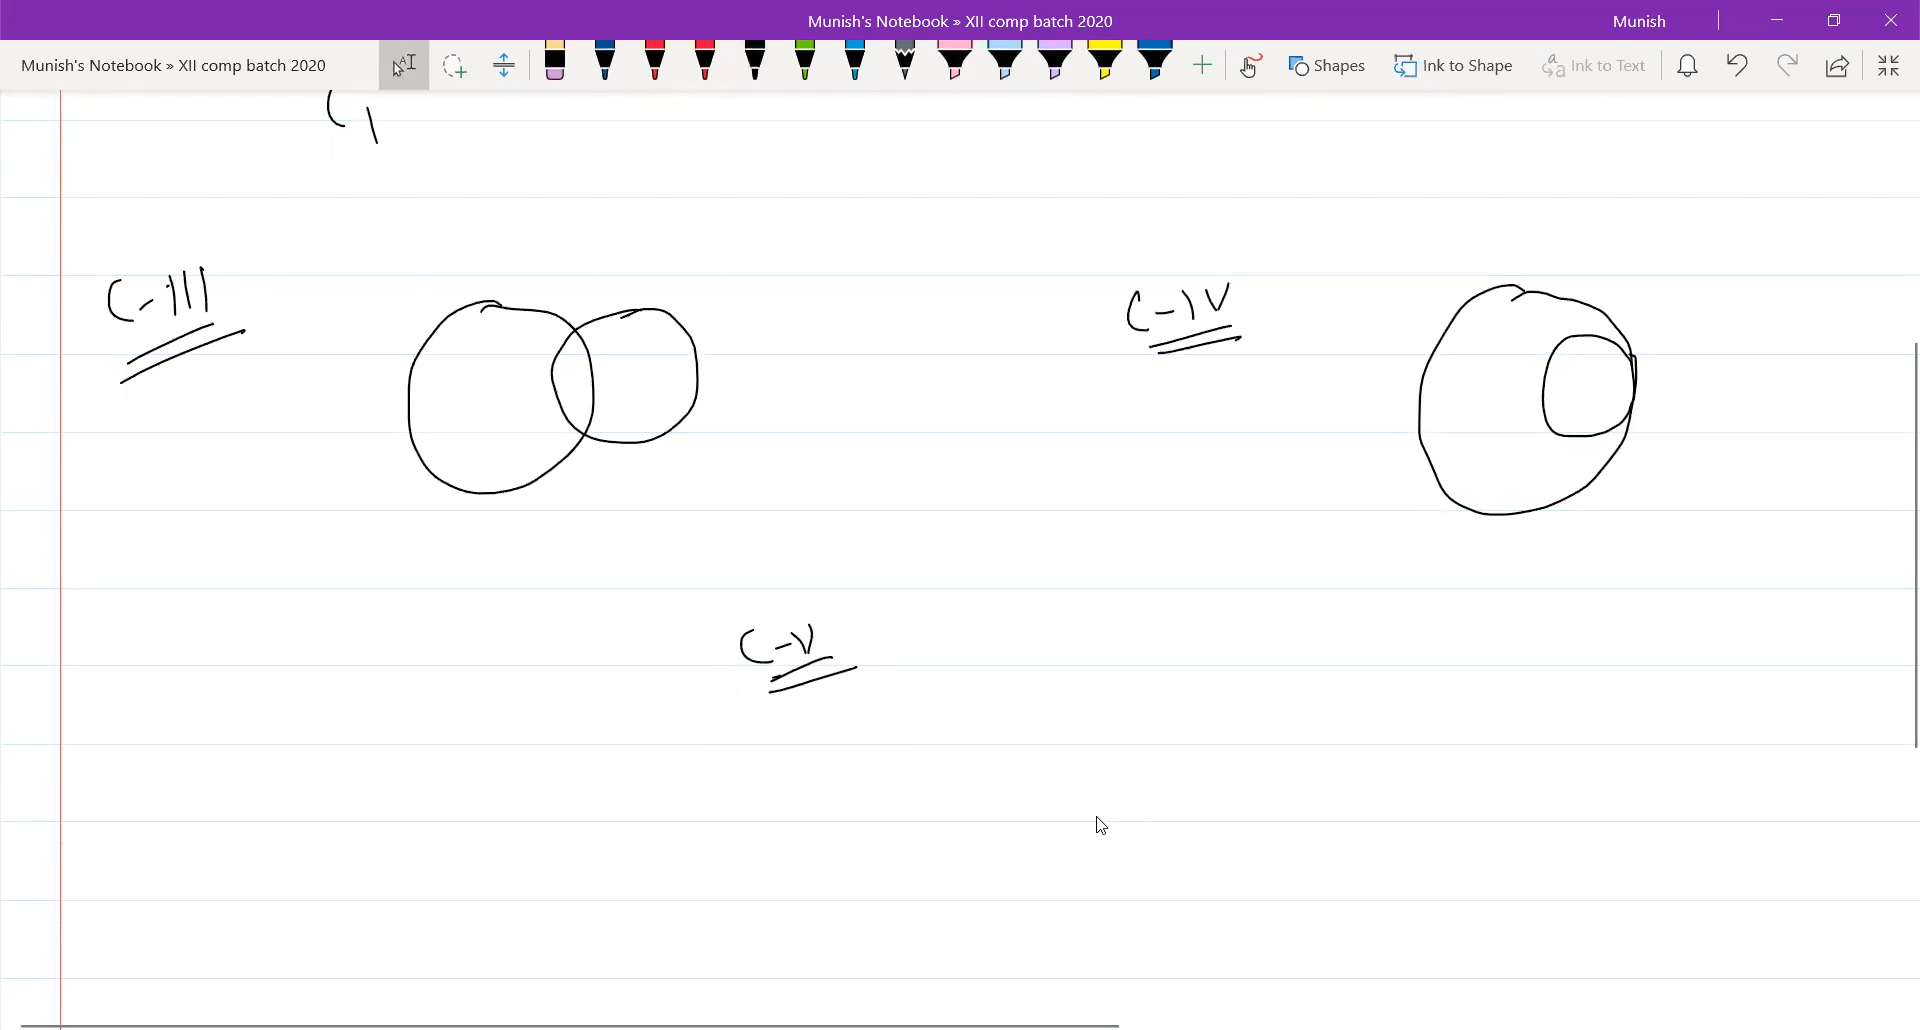 Munish's Notebook » XII comp batch 2020
Munish
Munish's Notebook » XII comp batch 2020
Shapes
Ink to Shape
Ink to Text
C1
C-III
C-IV
C-V